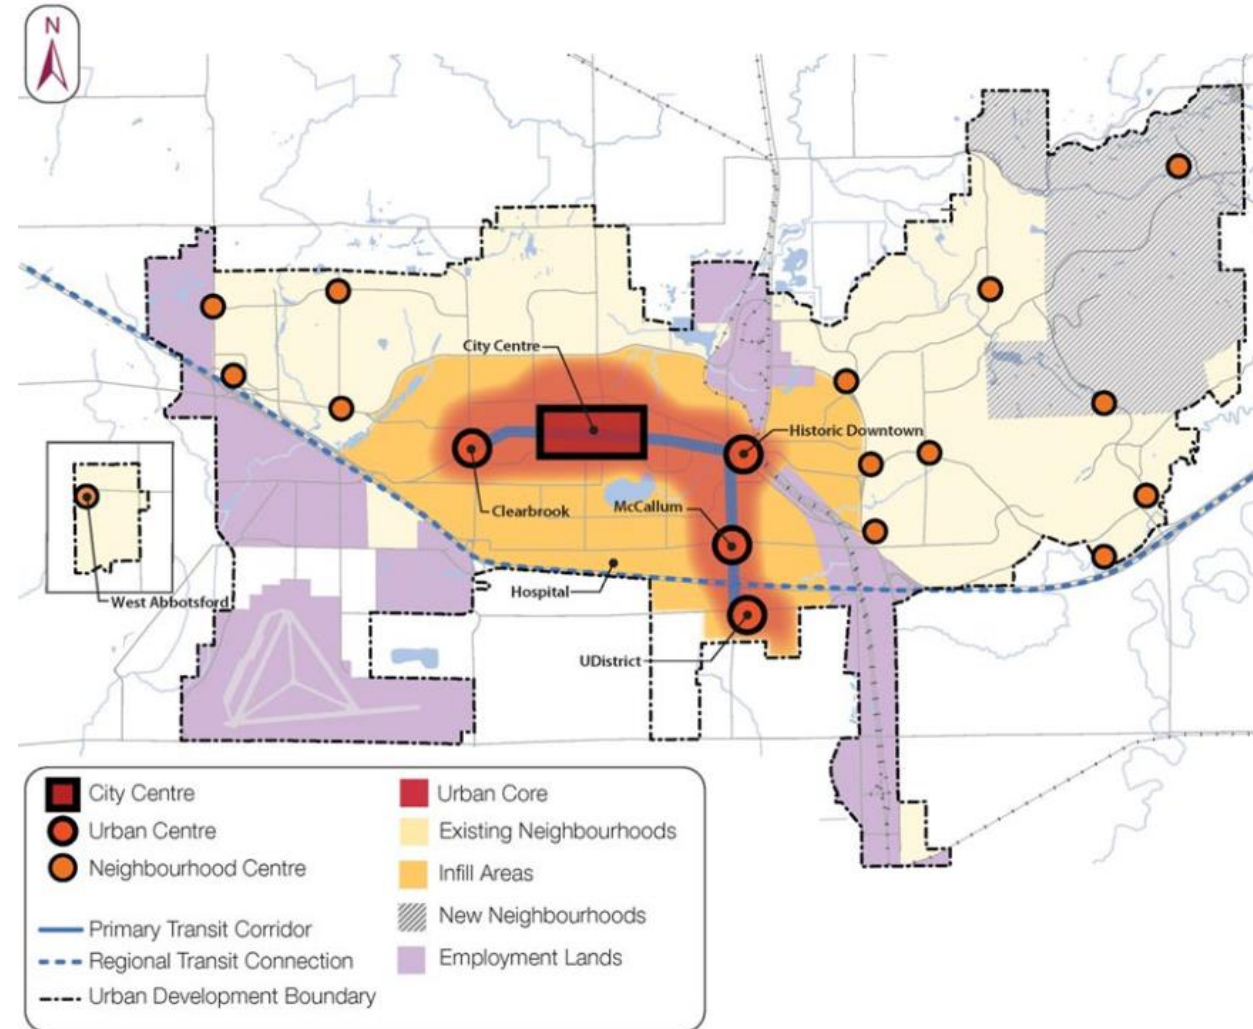 N
City Centre
Historic Downtown
Clearbrook
McCallum
Hospital
West Abbotsford
UDistrict
City Centre
Urban Centre
Neighbourhood Centre
Primary Transit Corridor
Regional Transit Connection
Urban Development Boundary
Urban Core
Existing Neighbourhoods
Infill Areas
New Neighbourhoods
Employment Lands